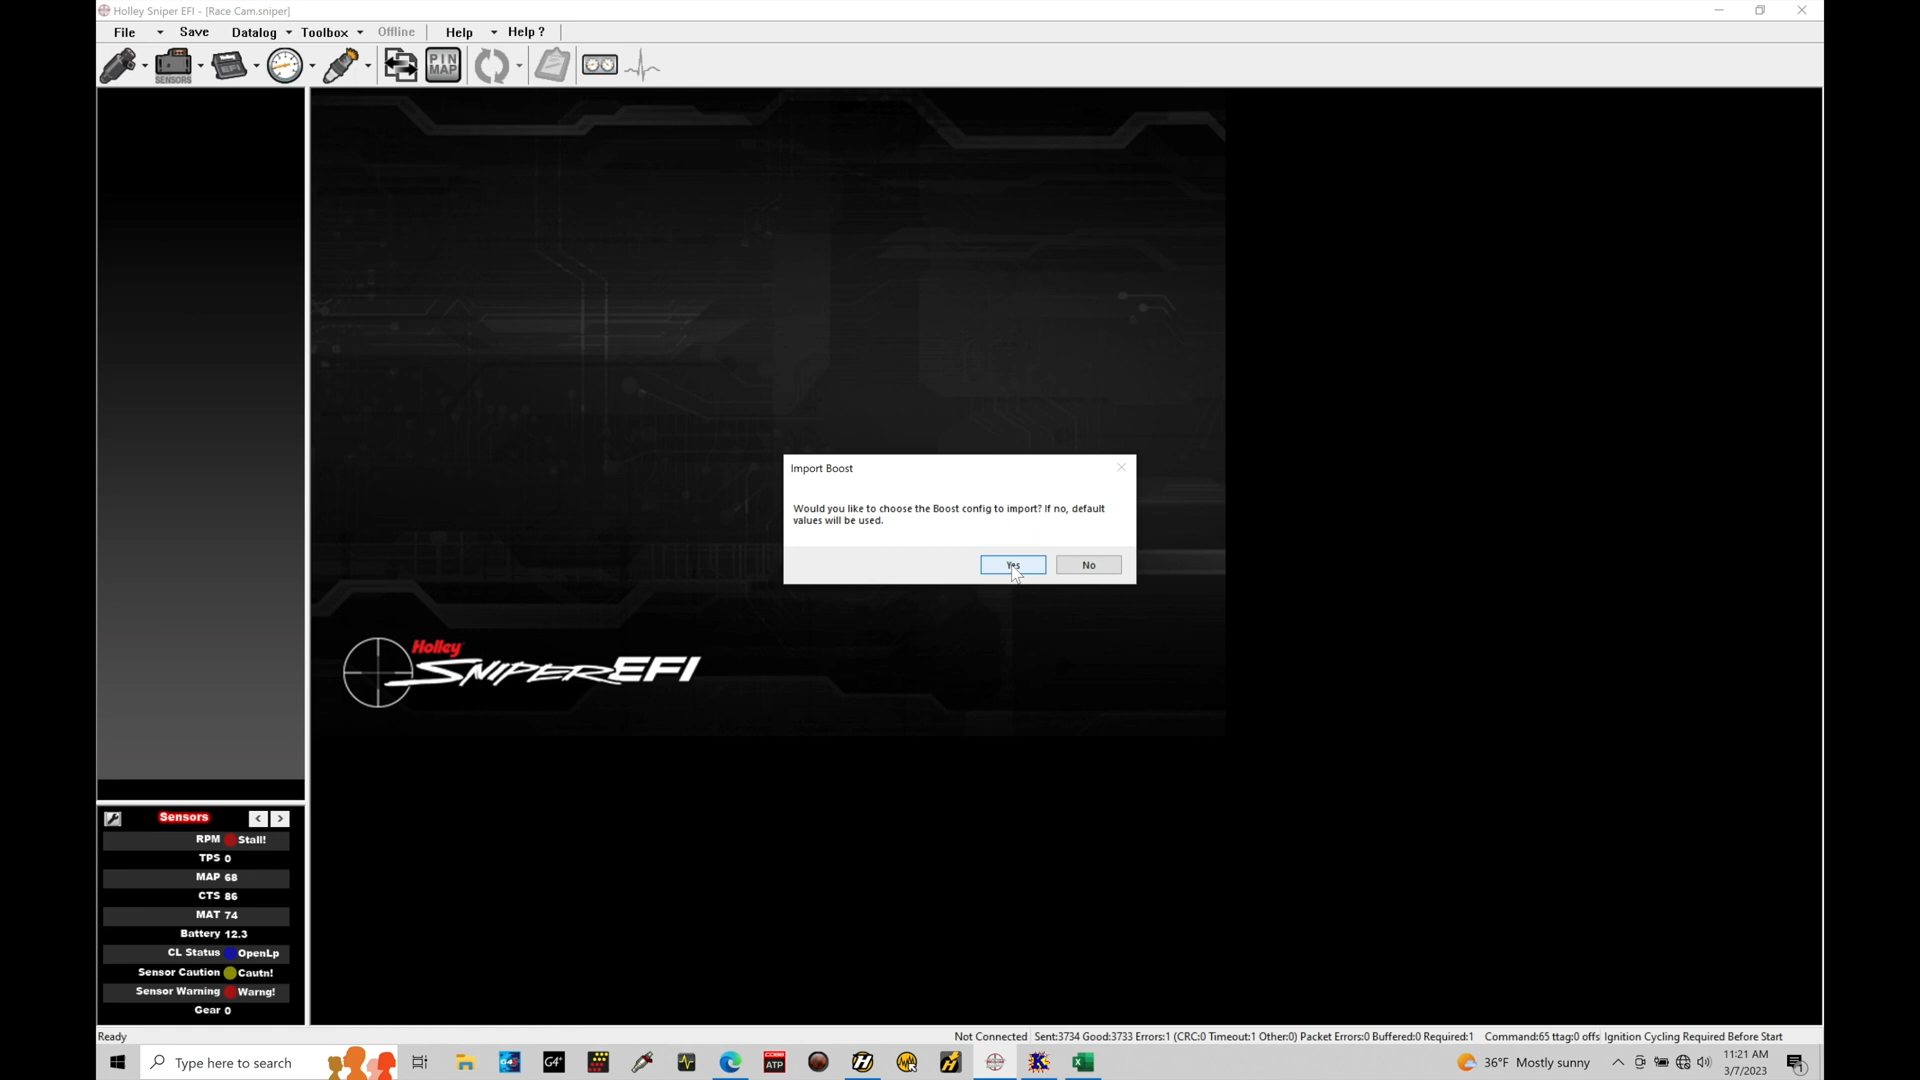 Holley Sniper EFI - [Race Cam.sniper]
File Save Datalog Toolbox Offline Help Help ?
SENSORS EFI PIN MAP
Import Boost
Would you like to choose the Boost config to import? If no, default
values will be used.
Yes No
Holley
SNIPER EFI
Sensors < >
RPM Stall!
TPS 0
MAP 68
CTS 86
MAT 74
Battery 12.3
CL Status OpenLp
Sensor Caution Cautn!
Sensor Warning Warng!
Gear 0
Ready
Not Connected Sent:3734 Good:3733 Errors:1 (CRC:0 Timeout:1 Other:0) Packet Errors:0 Buffered:0 Required:1 Command:65 ttag:0 offs Ignition Cycling Required Before Start
Type here to search
G4+ COBB ATP
36°F Mostly sunny
11:21 AM
3/7/2023
1